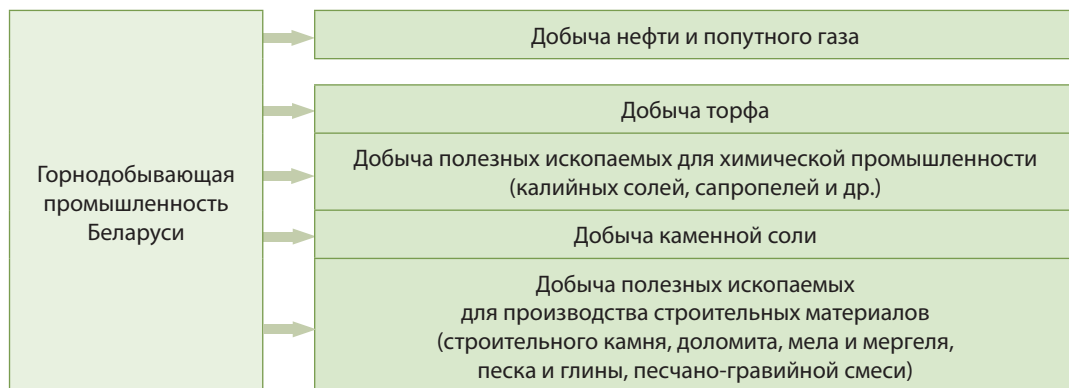 Горнодобывающая
промышленность
Беларуси
Добыча нефти и попутного газа
Добыча торфа
Добыча полезных ископаемых для химической промышленности
(калийных солей, сапропелей и др.)
Добыча каменной соли
Добыча полезных ископаемых
для производства строительных материалов
(строительного камня, доломита, мела и мергеля,
песка и глины, песчано-гравийной смеси)